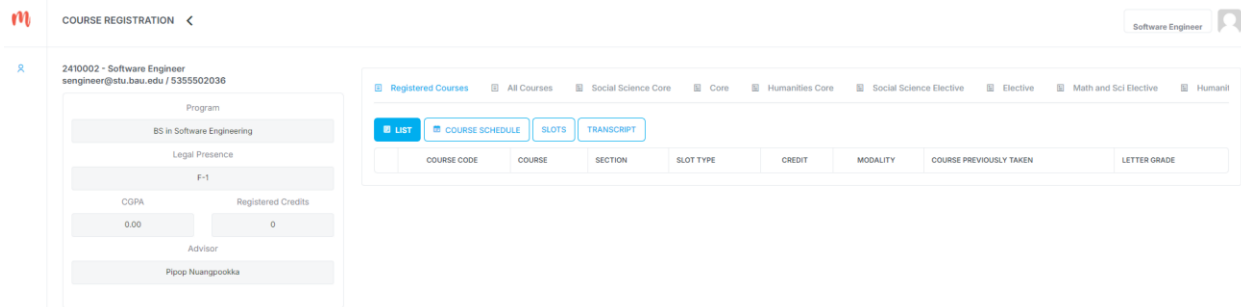 COURSE REGISTRATION
Software Engineer
2410002 - Software Engineer
sengineer@stu.bau.edu / 5355502036
Program
BS in Software Engineering
Legal Presence
F-1
CGPA Registered Credits
0.00 0
Advisor
Pipop Nuangpookka
Registered Courses All Courses Social Science Core Core Humanities Core Social Science Elective Elective Math and Sci Elective Humanit
LIST COURSE SCHEDULE SLOTS TRANSCRIPT
COURSE CODE COURSE SECTION SLOT TYPE CREDIT MODALITY COURSE PREVIOUSLY TAKEN LETTER GRADE